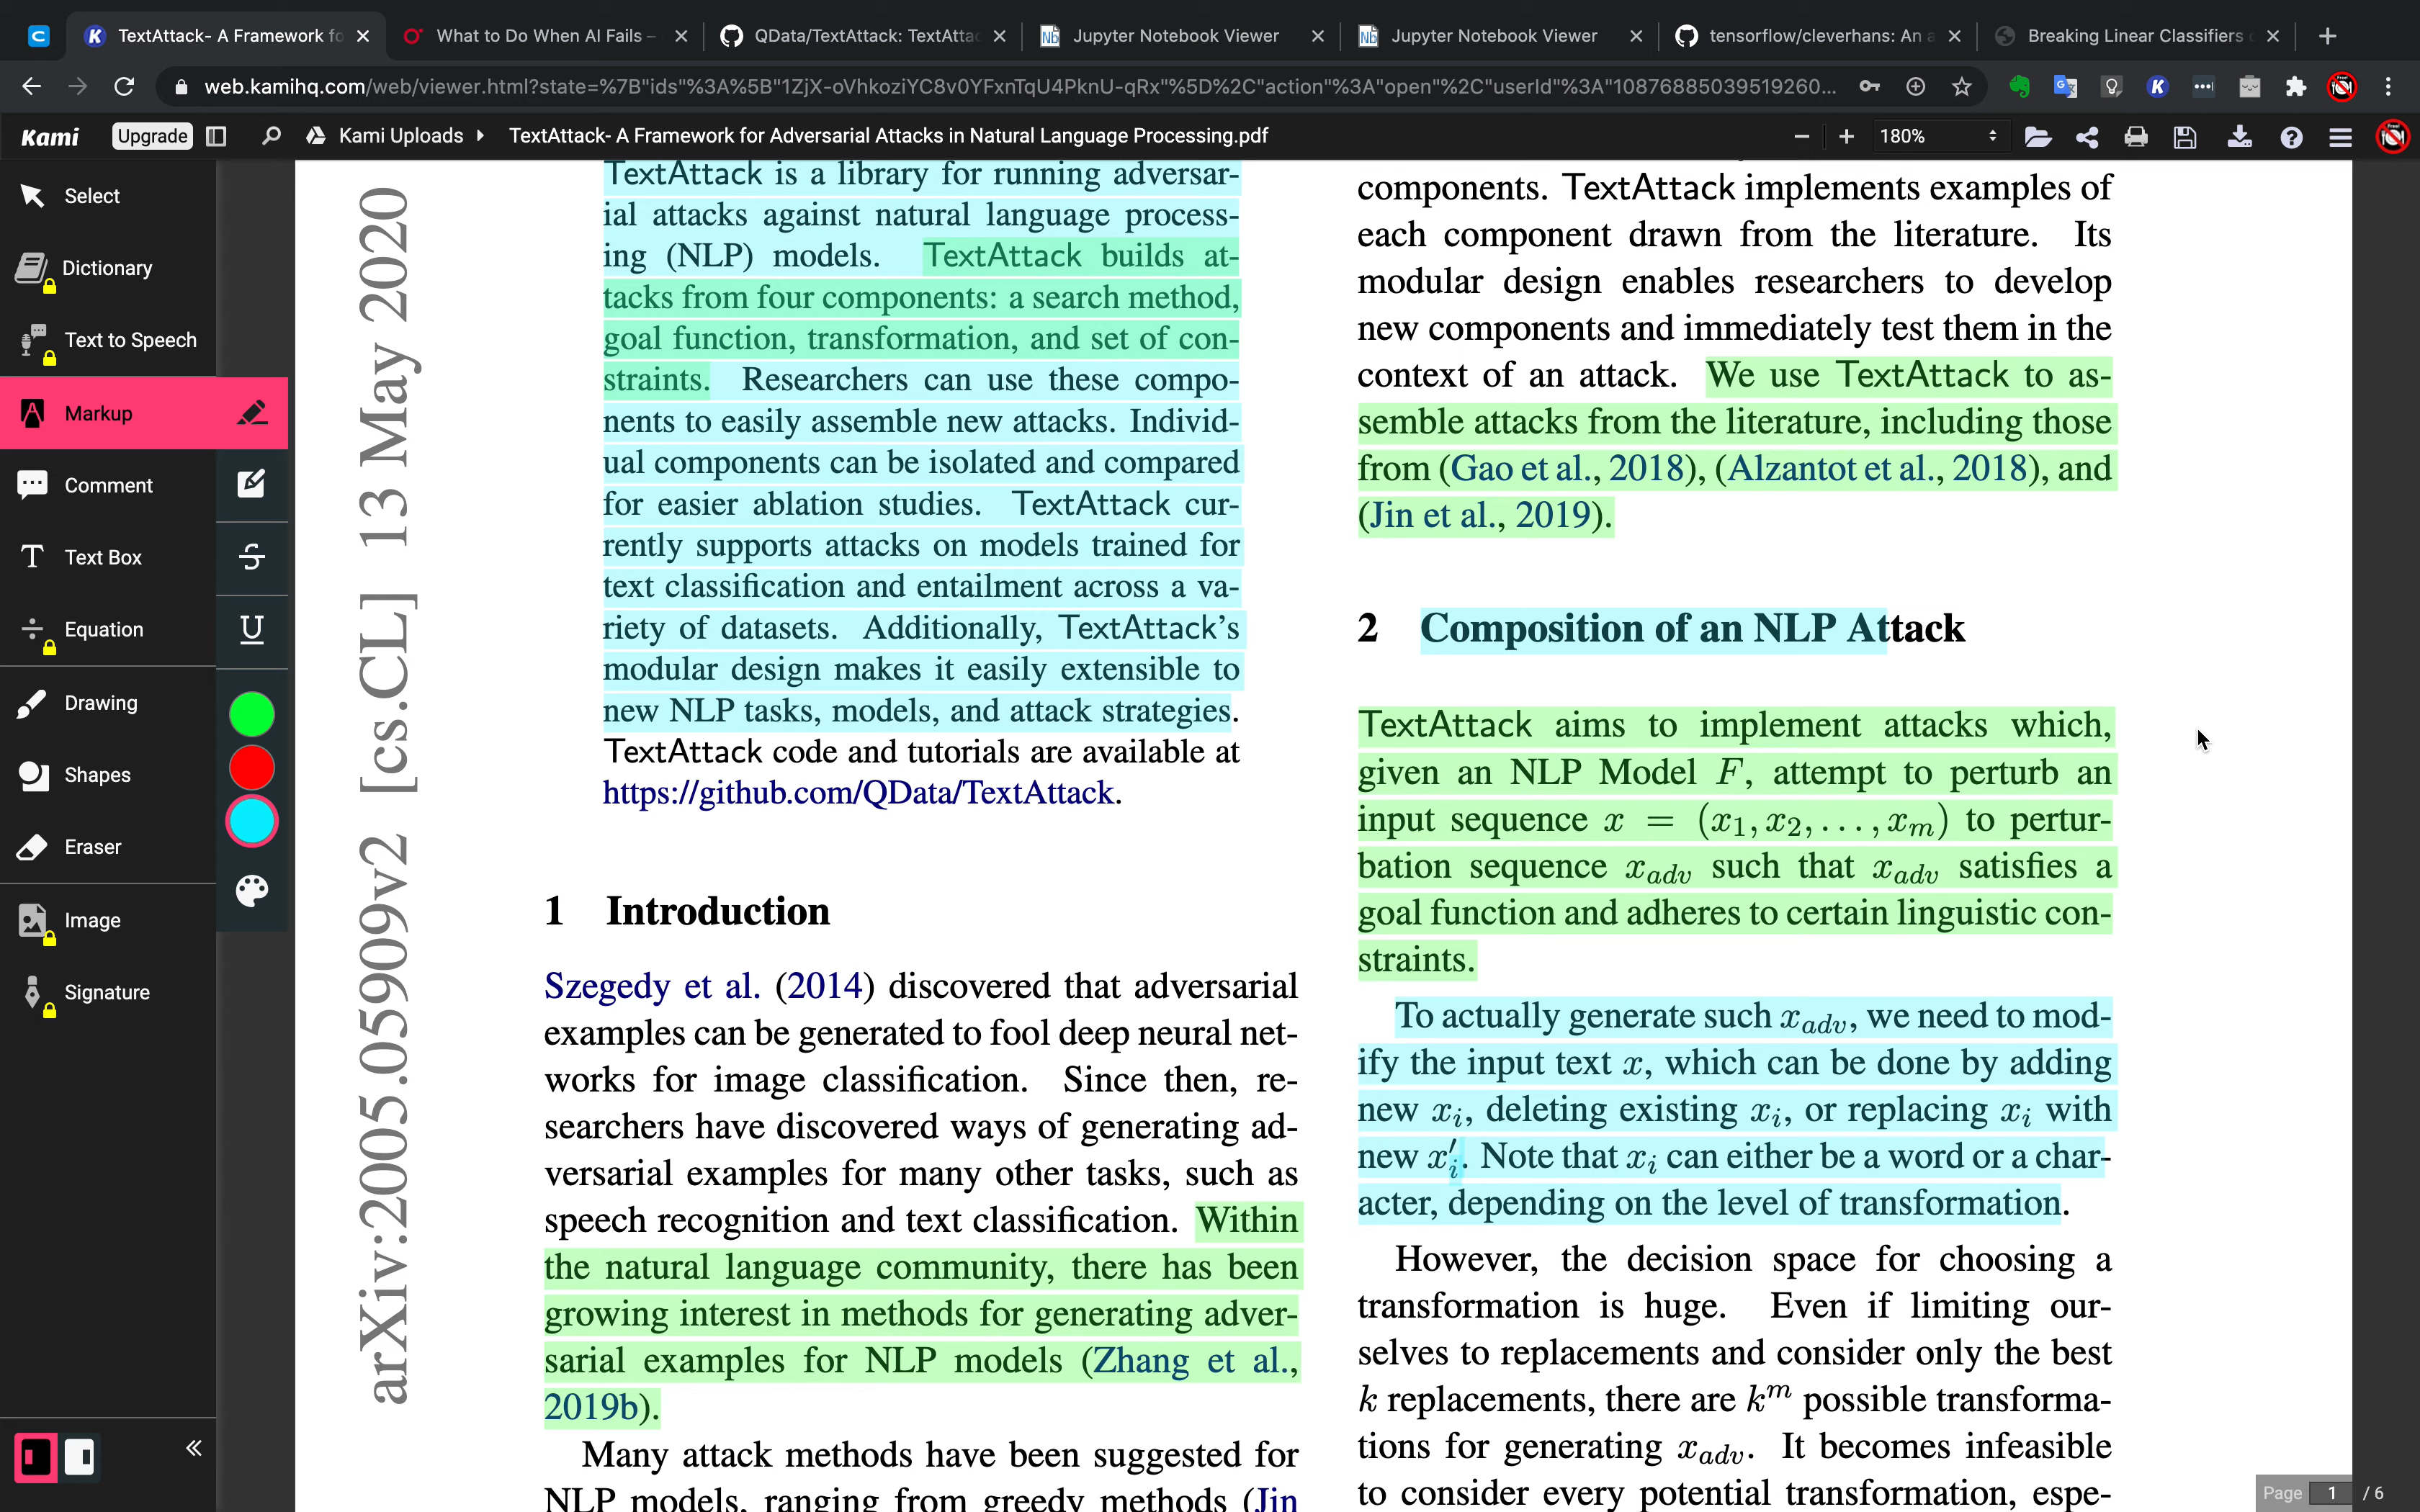 TextAttack- A Framework fo
What to Do When AI Fails –
QData/TextAttack: TextAttac
Jupyter Notebook Viewer
Jupyter Notebook Viewer
tensorflow/cleverhans: An a
Breaking Linear Classifiers
web.kamihq.com/web/viewer.html?state=%7B"ids"%3A%5B"1ZjX-oVhkoziYC8v0YFxnTqU4PknU-qRx"%5D%2C"action"%3A"open"%2C"userId"%3A"10876885039519260...
Kami
Upgrade
Kami Uploads
TextAttack- A Framework for Adversarial Attacks in Natural Language Processing.pdf
180%
Select
Dictionary
Text to Speech
Markup
Comment
Text Box
Equation
Drawing
Shapes
Eraser
Image
Signature
arXiv:2005.05909v2 [cs.CL] 13 May 2020
TextAttack is a library for running adversar-
ial attacks against natural language process-
ing (NLP) models. TextAttack builds at-
tacks from four components: a search method,
goal function, transformation, and set of con-
straints. Researchers can use these compo-
nents to easily assemble new attacks. Individ-
ual components can be isolated and compared
for easier ablation studies. TextAttack cur-
rently supports attacks on models trained for
text classification and entailment across a va-
riety of datasets. Additionally, TextAttack's
modular design makes it easily extensible to
new NLP tasks, models, and attack strategies.
TextAttack code and tutorials are available at
https://github.com/QData/TextAttack.
1 Introduction
Szegedy et al. (2014) discovered that adversarial
examples can be generated to fool deep neural net-
works for image classification. Since then, re-
searchers have discovered ways of generating ad-
versarial examples for many other tasks, such as
speech recognition and text classification. Within
the natural language community, there has been
growing interest in methods for generating adver-
sarial examples for NLP models (Zhang et al.,
2019b).
Many attack methods have been suggested for
NLP models, ranging from greedy methods (Jin
components. TextAttack implements examples of
each component drawn from the literature. Its
modular design enables researchers to develop
new components and immediately test them in the
context of an attack. We use TextAttack to as-
semble attacks from the literature, including those
from (Gao et al., 2018), (Alzantot et al., 2018), and
(Jin et al., 2019).
2 Composition of an NLP Attack
TextAttack aims to implement attacks which,
given an NLP Model F, attempt to perturb an
input sequence x = (x1, x2, . . . , xm) to pertur-
bation sequence xadv such that xadv satisfies a
goal function and adheres to certain linguistic con-
straints.
To actually generate such xadv, we need to mod-
ify the input text x, which can be done by adding
new xi, deleting existing xi, or replacing xi with
new x′i. Note that xi can either be a word or a char-
acter, depending on the level of transformation.
However, the decision space for choosing a
transformation is huge. Even if limiting our-
selves to replacements and consider only the best
k replacements, there are k^m possible transforma-
tions for generating xadv. It becomes infeasible
to consider every potential transformation, espe-
Page 1 / 6